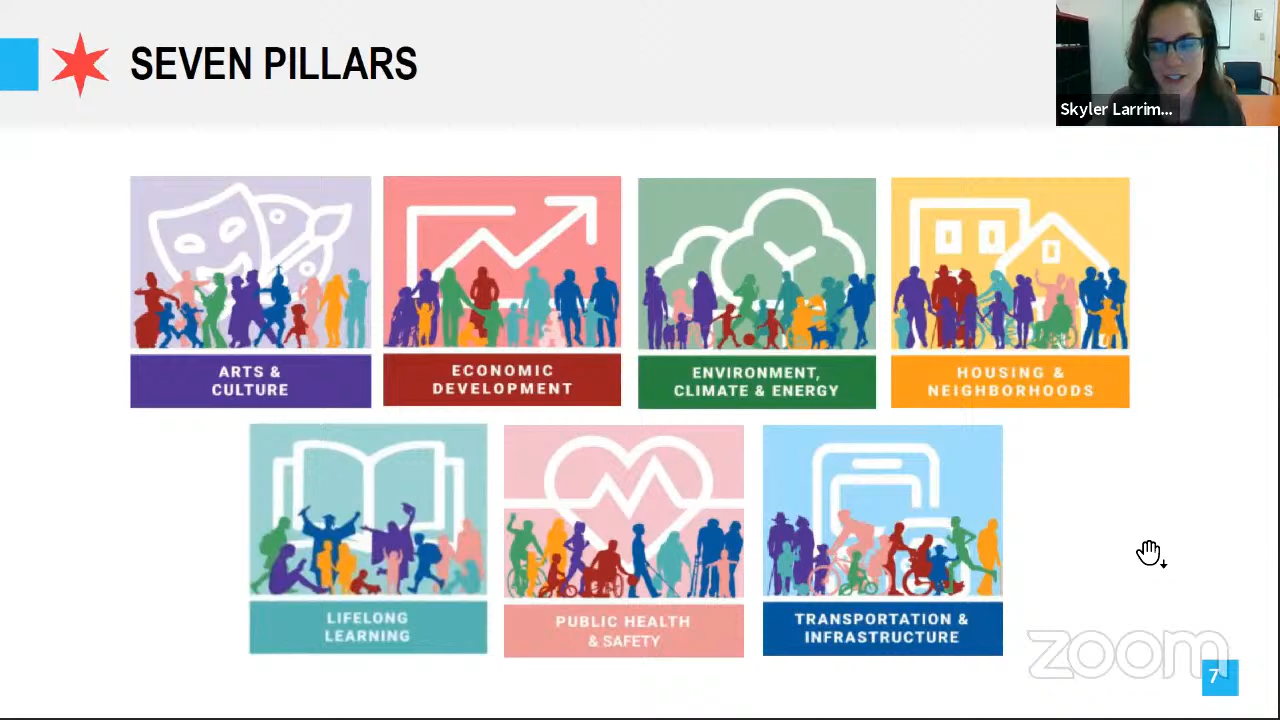 SEVEN PILLARS
Skyler Larrim...
ARTS &
CULTURE
ECONOMIC
DEVELOPMENT
ENVIRONMENT,
CLIMATE & ENERGY
HOUSING &
NEIGHBORHOODS
LIFELONG
LEARNING
PUBLIC HEALTH
& SAFETY
TRANSPORTATION &
INFRASTRUCTURE
zoom
7